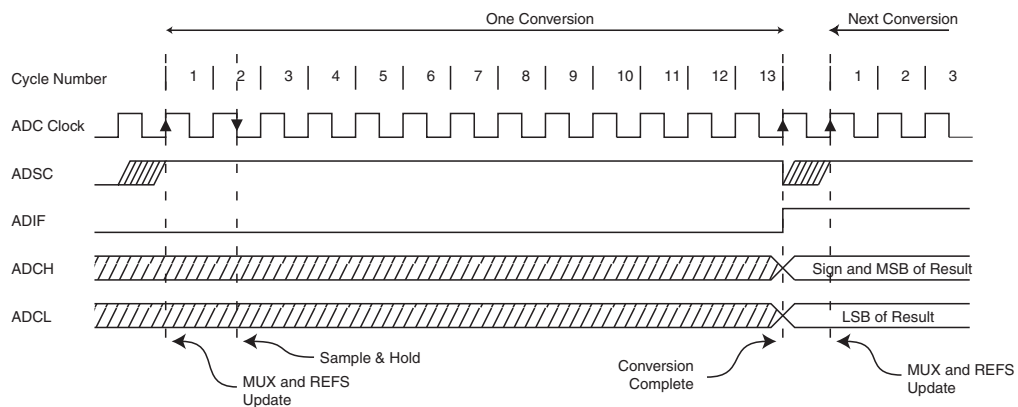 One Conversion
Next Conversion
Cycle Number
1 2 3 4 5 6 7 8 9 10 11 12 13 1 2 3
ADC Clock
ADSC
ADIF
ADCH
Sign and MSB of Result
ADCL
LSB of Result
Sample & Hold
MUX and REFS
Update
Conversion
Complete
MUX and REFS
Update